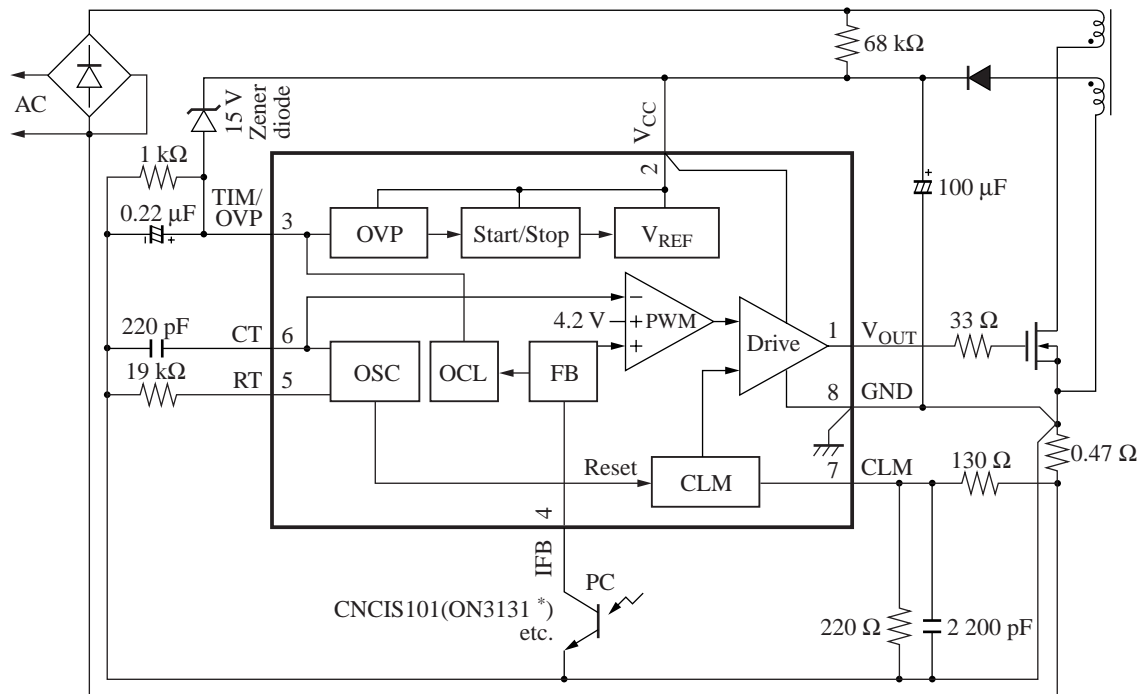 68 kΩ
AC
15 V
Zener
diode
V_CC
1 kΩ
TIM/
OVP
0.22 μF
−
+
3
2
+
100 μF
OVP
Start/Stop
V_REF
220 pF
CT
6
4.2 V
−
+
+
PWM
Drive
1
V_OUT
33 Ω
19 kΩ
RT
5
OSC
OCL
FB
8
GND
0.47 Ω
Reset
CLM
7
CLM
130 Ω
4
IFB
PC
CNCIS101(ON3131 *)
etc.
220 Ω
2 200 pF